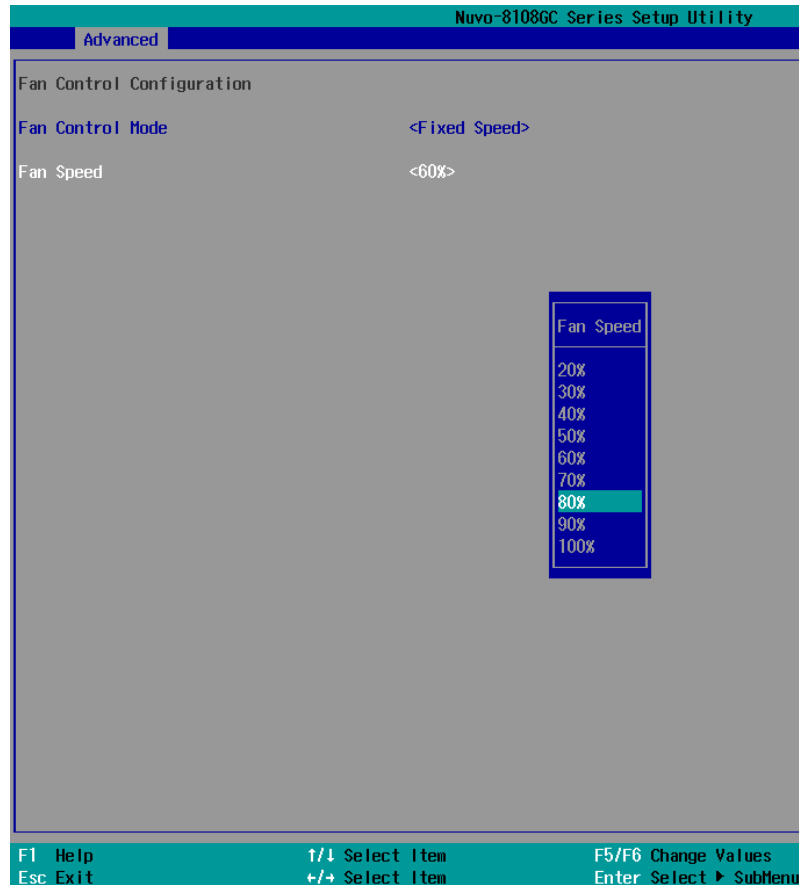 Nuvo-8108GC Series Setup Utility
Advanced
Fan Control Configuration
Fan Control Mode <Fixed Speed>
Fan Speed <60%>
Fan Speed
20%
30%
40%
50%
60%
70%
80%
90%
100%
F1 Help ↑/↓ Select Item F5/F6 Change Values
Esc Exit ←/→ Select Item Enter Select ▶ SubMenu